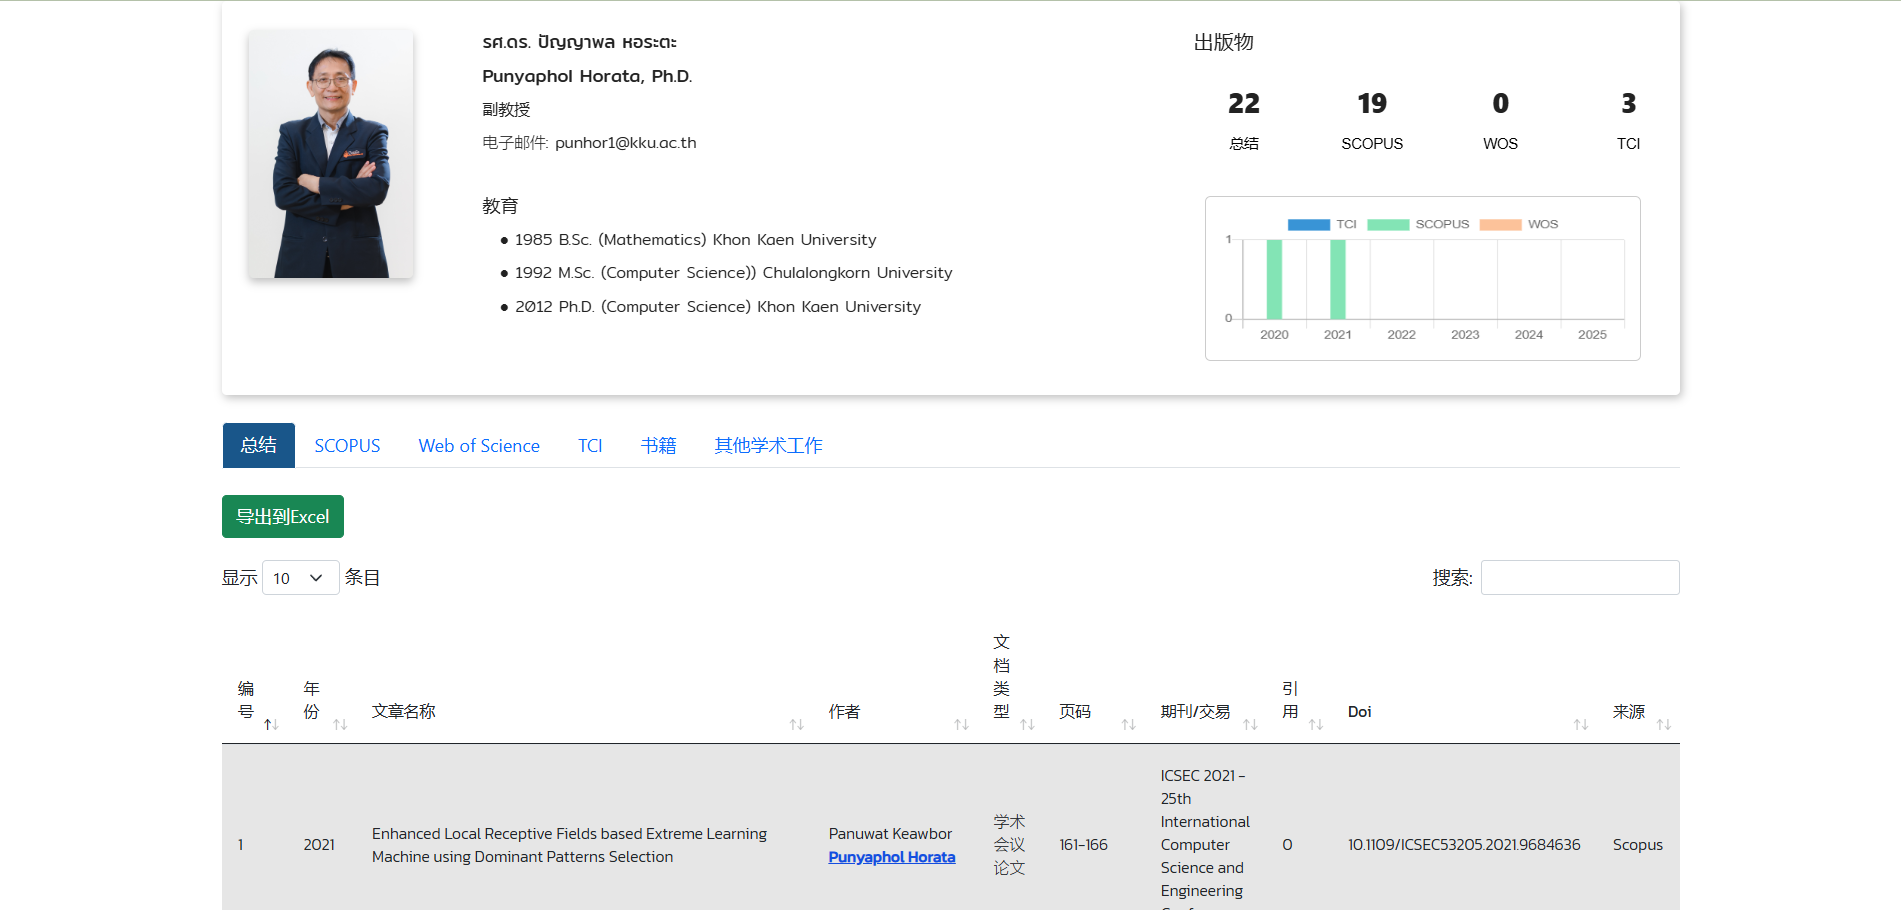 รศ.ดร. ปัญญาพล หอระตะ
Punyaphol Horata, Ph.D.
副教授
电子邮件: punhor1@kku.ac.th
教育
● 1985 B.Sc. (Mathematics) Khon Kaen University
● 1992 M.Sc. (Computer Science)) Chulalongkorn University
● 2012 Ph.D. (Computer Science) Khon Kaen University
出版物
22 19 0 3
总结 SCOPUS WOS TCI
TCI SCOPUS WOS
1
0
2020 2021 2022 2023 2024 2025
总结 SCOPUS Web of Science TCI 书籍 其他学术工作
导出到Excel
显示 10 条目 搜索:
编号 年份 文章名称 作者 文档类型 页码 期刊/交易 引用 Doi 来源
ICSEC 2021 -
25th
International
Computer
Science and
Engineering
1 2021 Enhanced Local Receptive Fields based Extreme Learning
Machine using Dominant Patterns Selection
Panuwat Keawbor
Punyaphol Horata
学术
会议
论文
161-166
0 10.1109/ICSEC53205.2021.9684636 Scopus